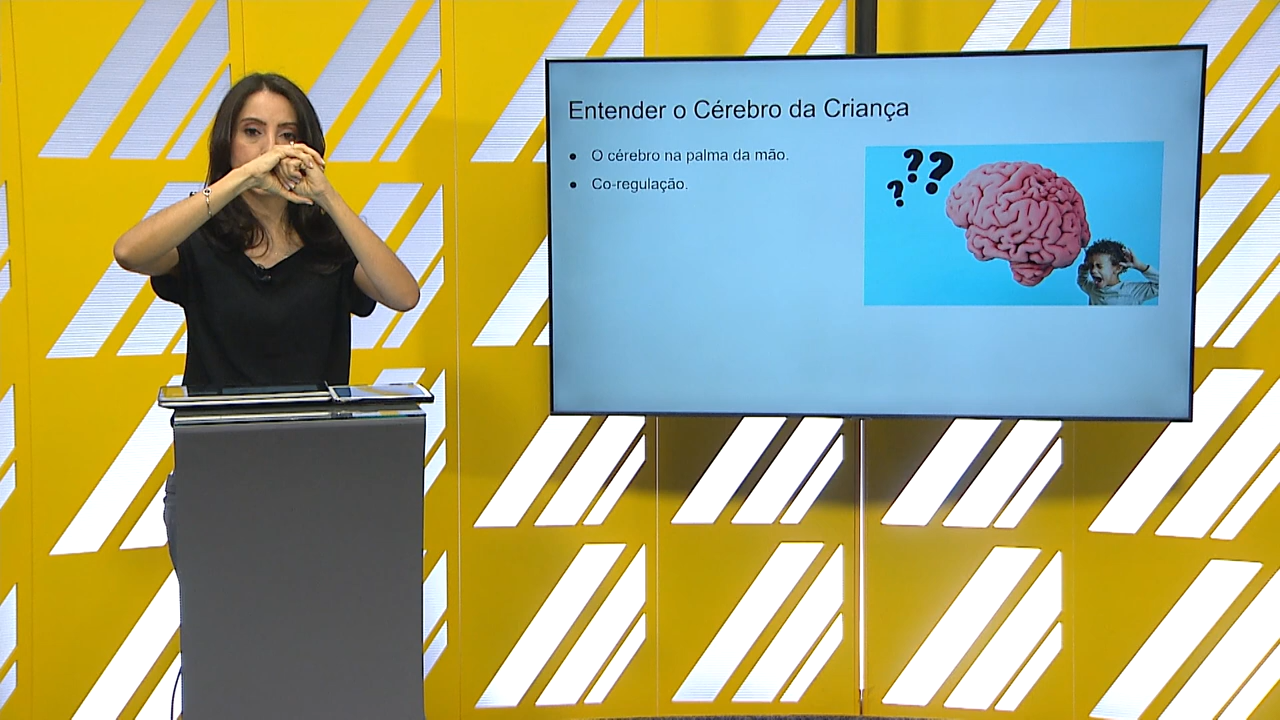 Entender o Cérebro da Criança
● O cérebro na palma da mão.
● Co-regulação.
???